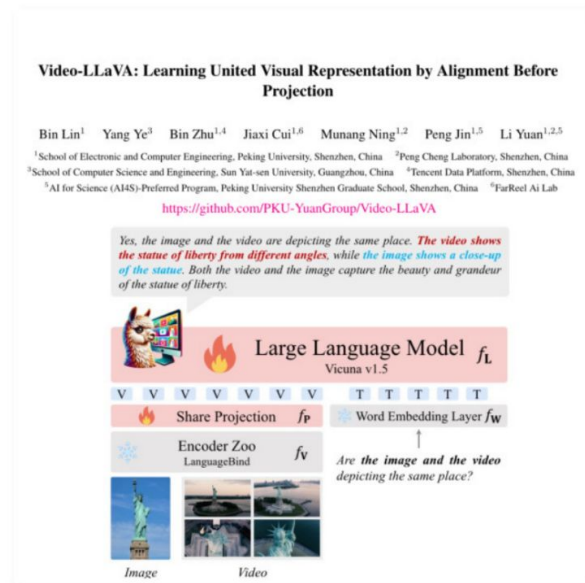 Video-LLaVA: Learning United Visual Representation by Alignment Before
Projection
Bin Lin1 Yang Ye3 Bin Zhu1,4 Jiaxi Cui1,6 Munang Ning1,2 Peng Jin1,5 Li Yuan1,2,5
1School of Electronic and Computer Engineering, Peking University, Shenzhen, China 2Peng Cheng Laboratory, Shenzhen, China
3School of Computer Science and Engineering, Sun Yat-sen University, Guangzhou, China 4Tencent Data Platform, Shenzhen, China
5AI for Science (AI4S)-Preferred Program, Peking University Shenzhen Graduate School, Shenzhen, China 6FarReel Ai Lab
https://github.com/PKU-YuanGroup/Video-LLaVA
Yes, the image and the video are depicting the same place. The video shows
the statue of liberty from different angles, while the image shows a close-up
of the statue. Both the video and the image capture the beauty and grandeur
of the statue of liberty.
Large Language Model fL
Vicuna v1.5
V V V V V V V T T T T T
Share Projection fP
Word Embedding Layer fW
Encoder Zoo fV
LanguageBind
Are the image and the video
depicting the same place?
Image Video